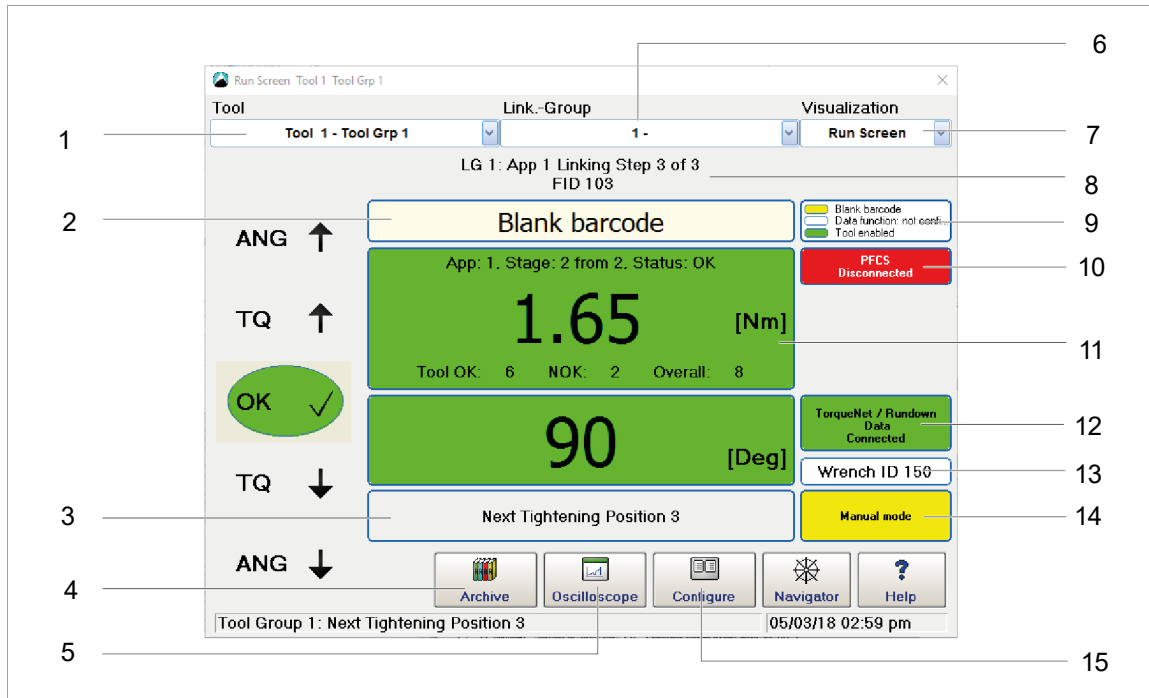 6
Run Screen Tool 1 Tool Grp 1
Tool Link.-Group Visualization
1 Tool 1 - Tool Grp 1 1 - Run Screen 7
LG 1: App 1 Linking Step 3 of 3
FID 103
8
2 Blank barcode
Blank barcode
Data function: not confi...
Tool enabled
9
ANG
App: 1, Stage: 2 from 2, Status: OK
PFCS
Disconnected
10
TQ
1.65 [Nm]
11
Tool OK: 6 NOK: 2 Overall: 8
OK
90 [Deg]
TorqueNet / Rundown
Data
Connected
12
Wrench ID 150 13
TQ
3 Next Tightening Position 3
Manual mode 14
ANG
4 Archive Oscilloscope Configure Navigator ? Help
Tool Group 1: Next Tightening Position 3 05/03/18 02:59 pm
5
15